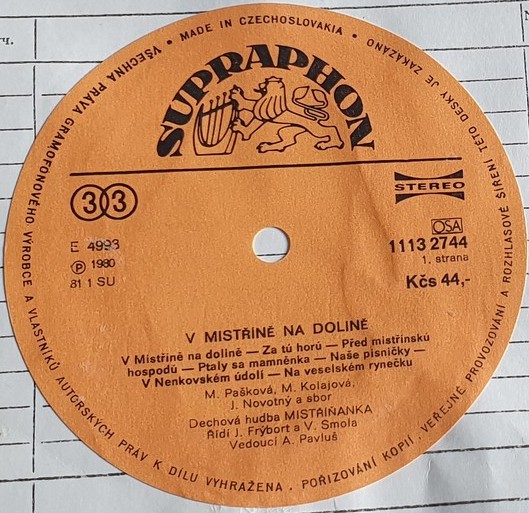 MADE IN CZECHOSLOVAKIA • VŠECHNA PRÁVA GRAMOFONOVÉHO VÝROBCE A VLASTNÍKŮ AUTORSKÝCH PRÁV K DÍLU VYHRAŽENA . POŘIZOVÁNÍ KOPIÍ . VEŘEJNÉ PROVOZOVÁNÍ A ROZHLASOVÉ ŠÍŘENÍ TÉTO DESKY JE ZAKÁZÁNO •
SUPRAPHON
33
STEREO
E 4993
OSA
1113 2744
Ⓟ 1980
1. strana
81 1 SU
Kčs 44,-
V MISTŘÍNĚ NA DOLINĚ
V Mistříně na dolině — Za tú horú — Před mistřínskú
hospodú — Ptaly sa mamněnka — Naše písničky —
V Nenkovském údolí — Na veselském rynečku
M. Pašková, M. Kolajová,
J. Novotný a sbor
Dechová hudba MISTŘÍŇANKA
Řídí J. Frýbort a V. Smola
Vedoucí A. Pavluš